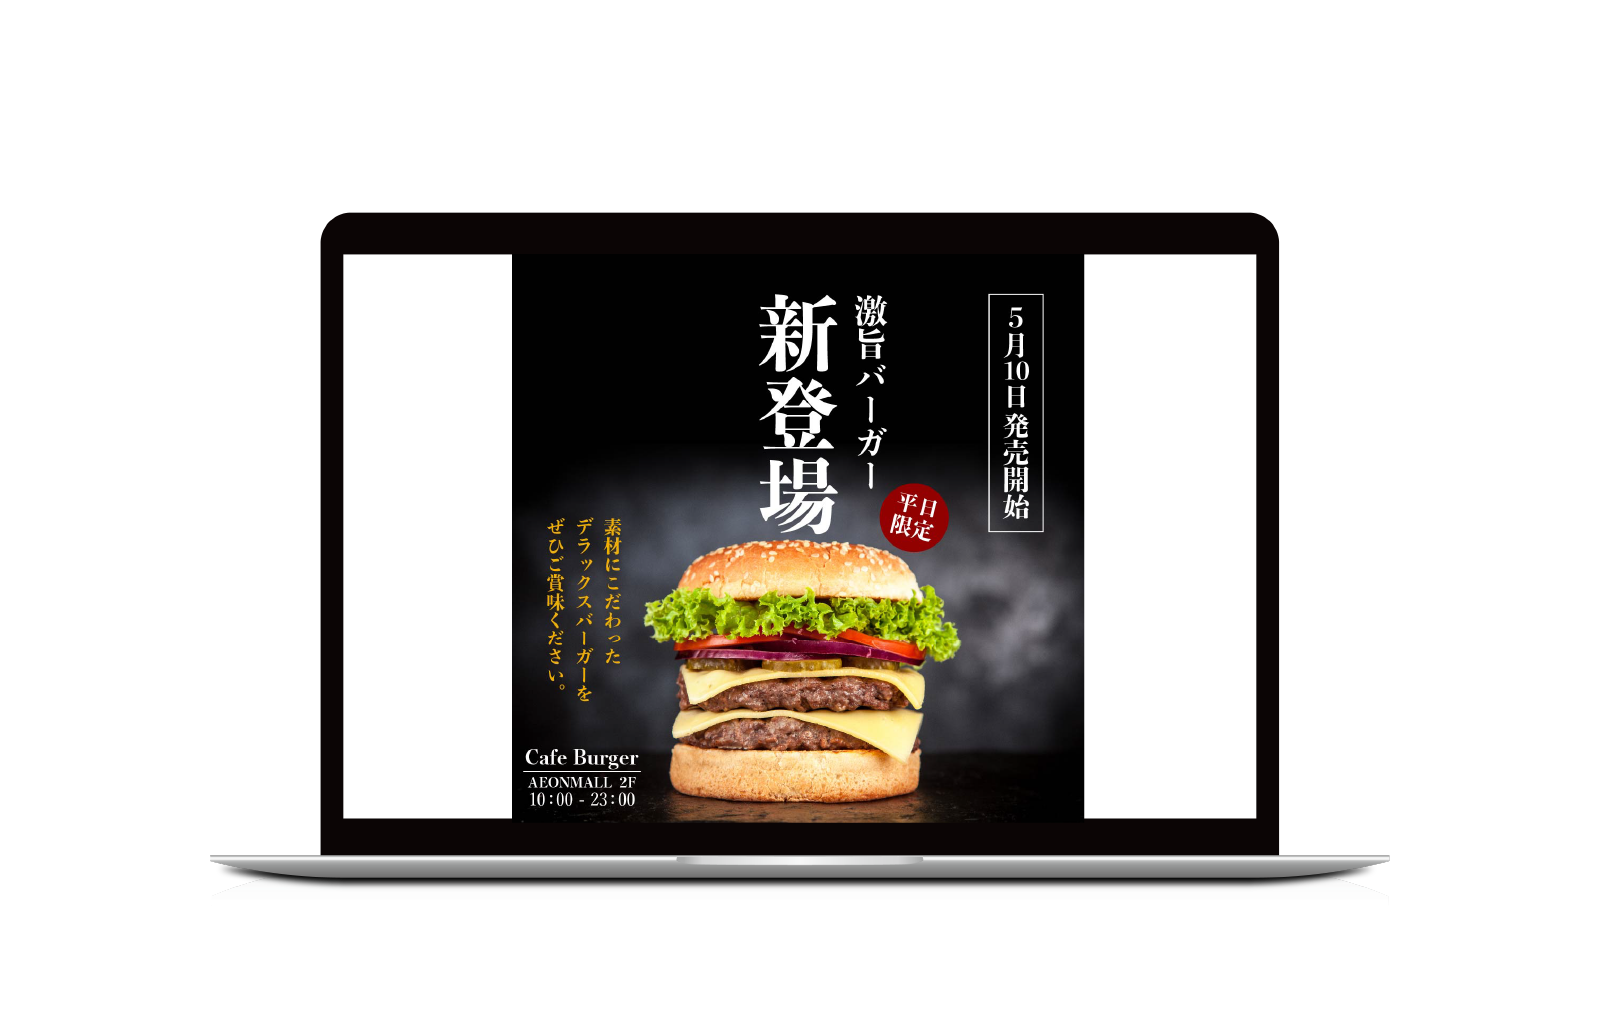 5月10日 発売開始
激旨バーガー
新登場
平日
限定
素材にこだわった
デラックスバーガーを
ぜひご賞味ください。
Cafe Burger
AEONMALL 2F
10：00 - 23：00